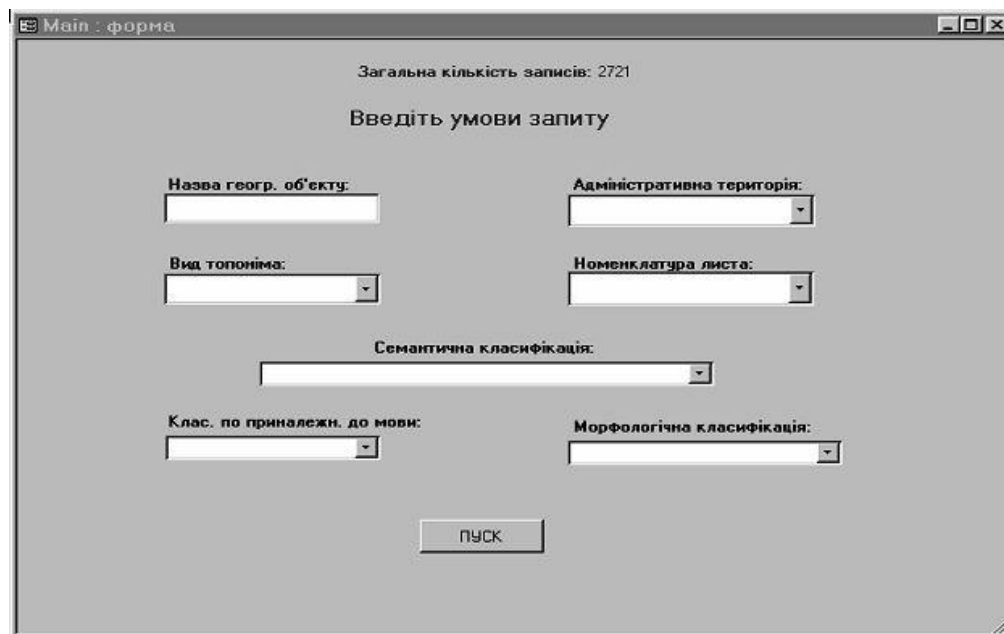 Main : форма
Загальна кількість записів: 2721
Введіть умови запиту
Назва геогр. об'єкту:
Адміністративна територія:
Вид топоніма:
Номенклатура листа:
Семантична класифікація:
Клас. по приналежн. до мови:
Морфологічна класифікація:
ПУСК